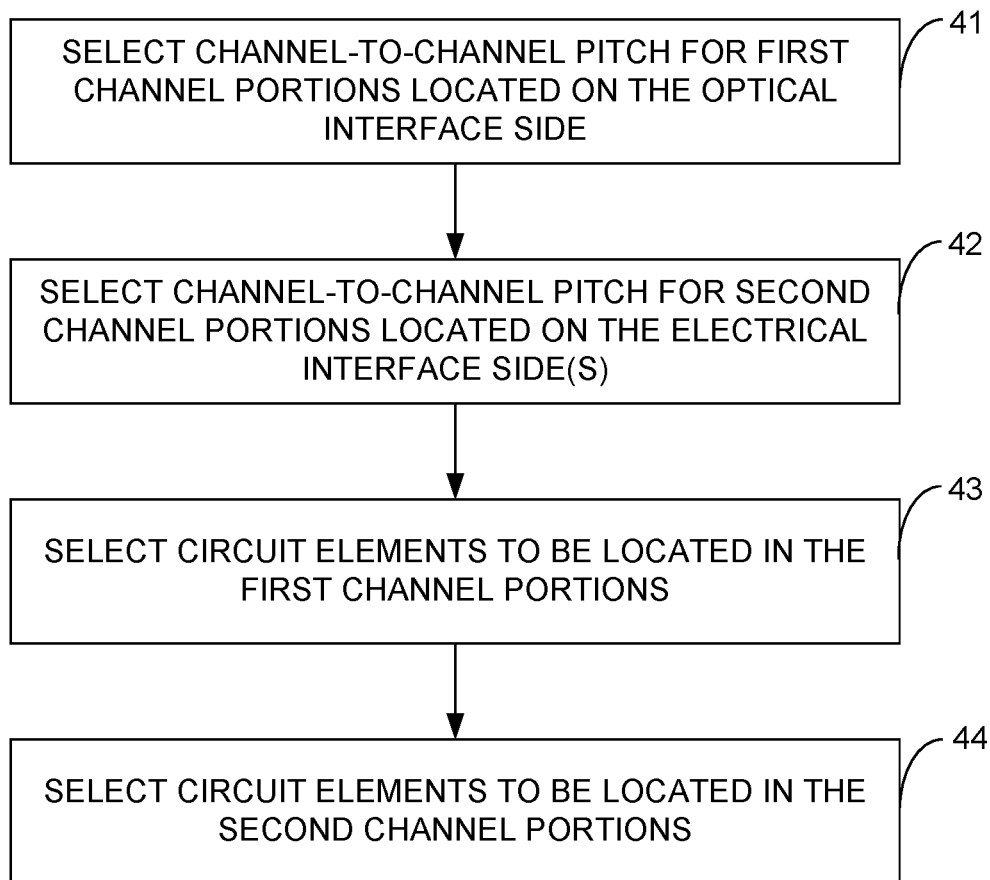 41
SELECT CHANNEL-TO-CHANNEL PITCH FOR FIRST
CHANNEL PORTIONS LOCATED ON THE OPTICAL
INTERFACE SIDE
42
SELECT CHANNEL-TO-CHANNEL PITCH FOR SECOND
CHANNEL PORTIONS LOCATED ON THE ELECTRICAL
INTERFACE SIDE(S)
43
SELECT CIRCUIT ELEMENTS TO BE LOCATED IN THE
FIRST CHANNEL PORTIONS
44
SELECT CIRCUIT ELEMENTS TO BE LOCATED IN THE
SECOND CHANNEL PORTIONS